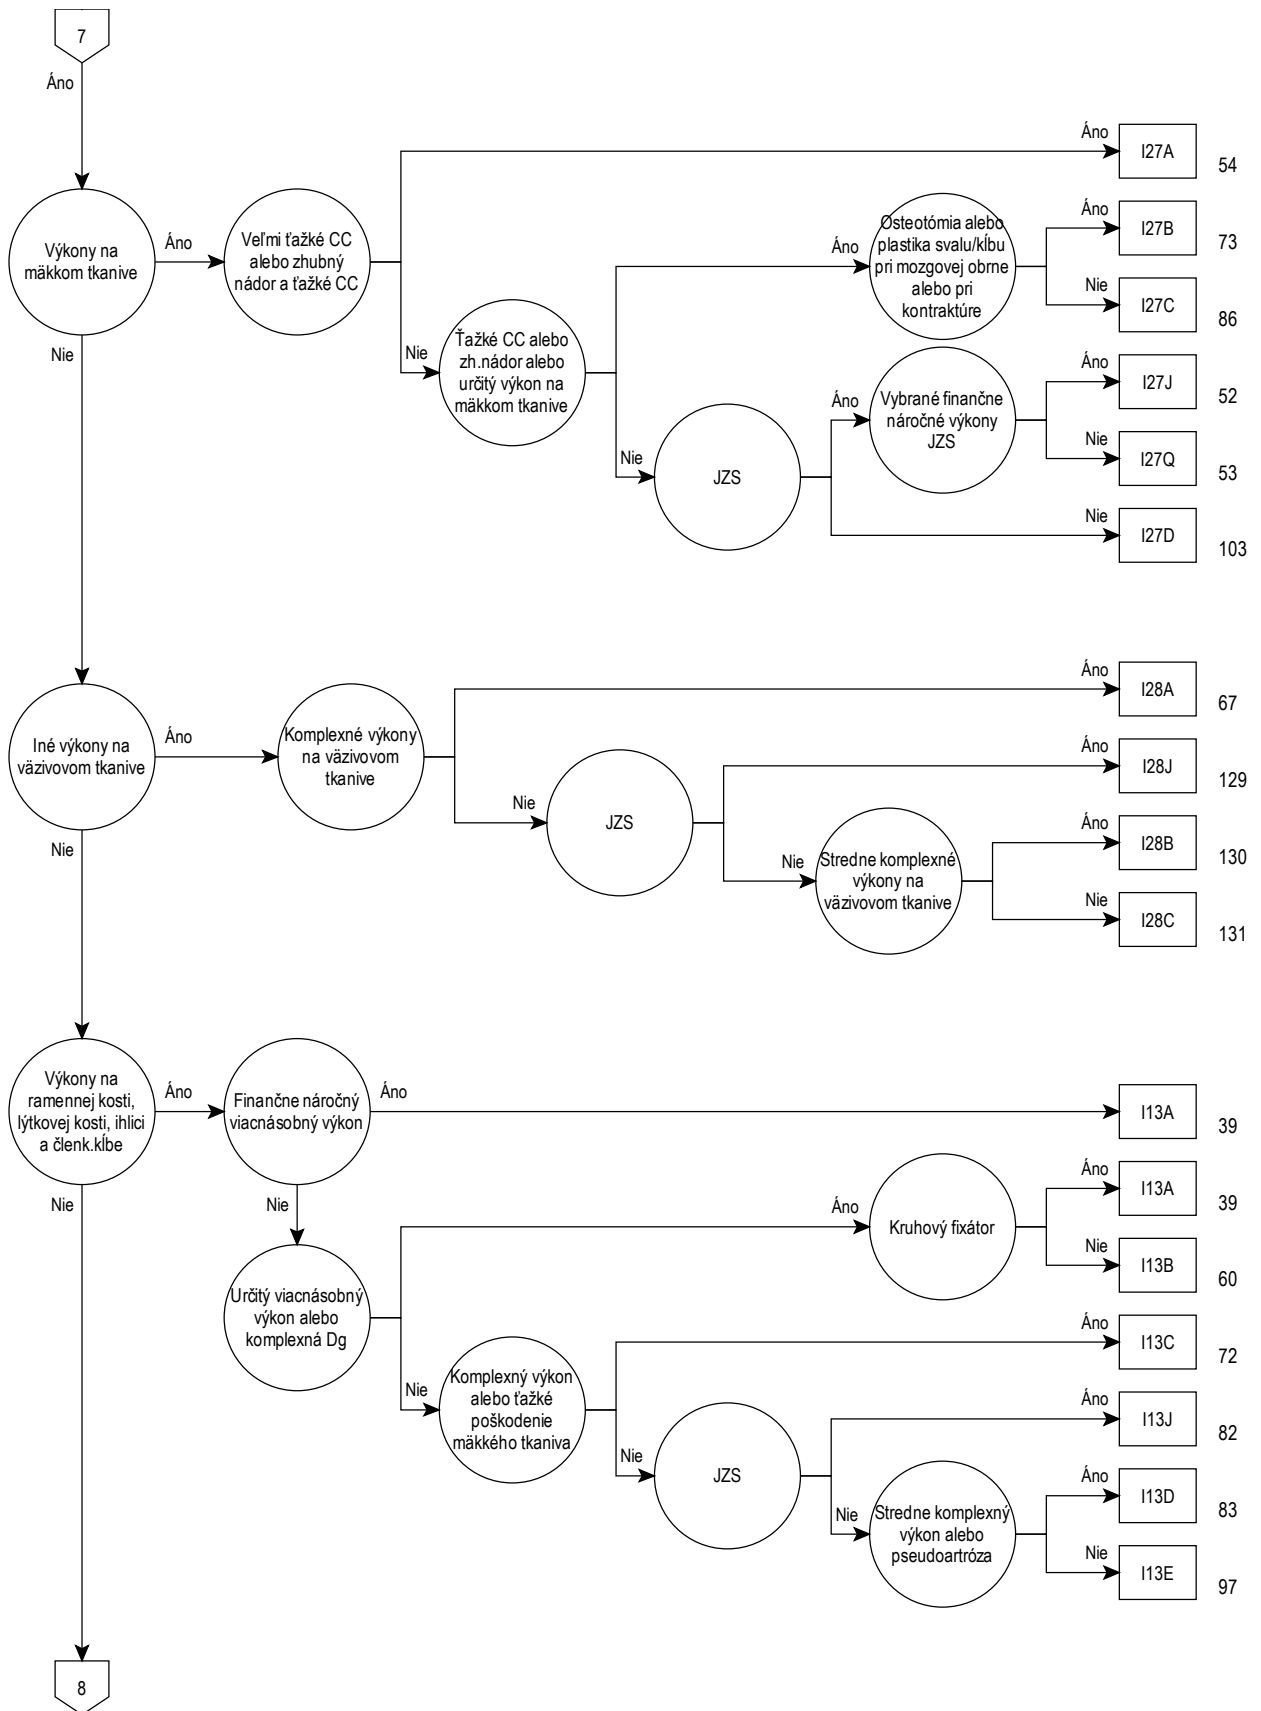 7
Áno
Výkony na
mäkkom tkanive
Áno
Nie
Veľmi ťažké CC
alebo zhubný
nádor a ťažké CC
Áno
I27A
54
Nie
Ťažké CC alebo
zh.nádor alebo
určitý výkon na
mäkkom tkanive
Áno
Osteotómia alebo
plastika svalu/kĺbu
pri mozgovej obrne
alebo pri
kontraktúre
Áno
I27B
73
Nie
I27C
86
Nie
JZS
Áno
Vybrané finančne
náročné výkony
JZS
Áno
I27J
52
Nie
I27Q
53
Nie
I27D
103
Iné výkony na
väzivovom tkanive
Áno
Nie
Komplexné výkony
na väzivovom
tkanive
Áno
I28A
67
Nie
JZS
Áno
I28J
129
Nie
Stredne komplexné
výkony na
väzivovom tkanive
Áno
I28B
130
Nie
I28C
131
Výkony na
ramennej kosti,
lýtkovej kosti, ihlici
a členk.kĺbe
Áno
Nie
Finančne náročný
viacnásobný výkon
Áno
I13A
39
Nie
Určitý viacnásobný
výkon alebo
komplexná Dg
Áno
Kruhový fixátor
Áno
I13A
39
Nie
I13B
60
Nie
Komplexný výkon
alebo ťažké
poškodenie
mäkkého tkaniva
Áno
I13C
72
Nie
JZS
Áno
I13J
82
Nie
Stredne komplexný
výkon alebo
pseudoartróza
Áno
I13D
83
Nie
I13E
97
8